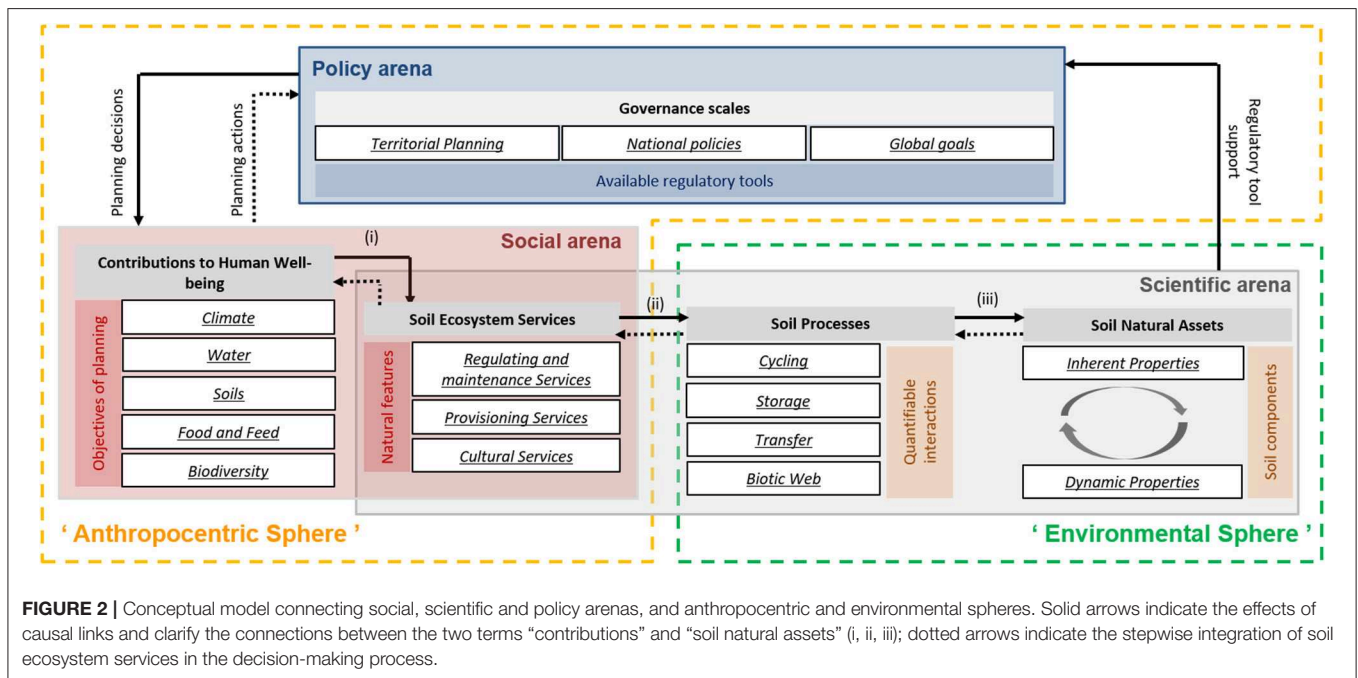 Policy arena
Governance scales
Territorial Planning
National policies
Global goals
Available regulatory tools
Planning decisions
Planning actions
Regulatory tool
support
Social arena
(i)
Contributions to Human Well-
being
Objectives of planning
Climate
Water
Soils
Food and Feed
Biodiversity
Scientific arena
Soil Ecosystem Services
Natural features
Regulating and
maintenance Services
Provisioning Services
Cultural Services
(ii)
Soil Processes
Cycling
Storage
Transfer
Biotic Web
Quantifiable
interactions
(iii)
Soil Natural Assets
Inherent Properties
Dynamic Properties
Soil components
‘ Anthropocentric Sphere ’
‘ Environmental Sphere ’
FIGURE 2 | Conceptual model connecting social, scientific and policy arenas, and anthropocentric and environmental spheres. Solid arrows indicate the effects of
causal links and clarify the connections between the two terms “contributions” and “soil natural assets” (i, ii, iii); dotted arrows indicate the stepwise integration of soil
ecosystem services in the decision-making process.